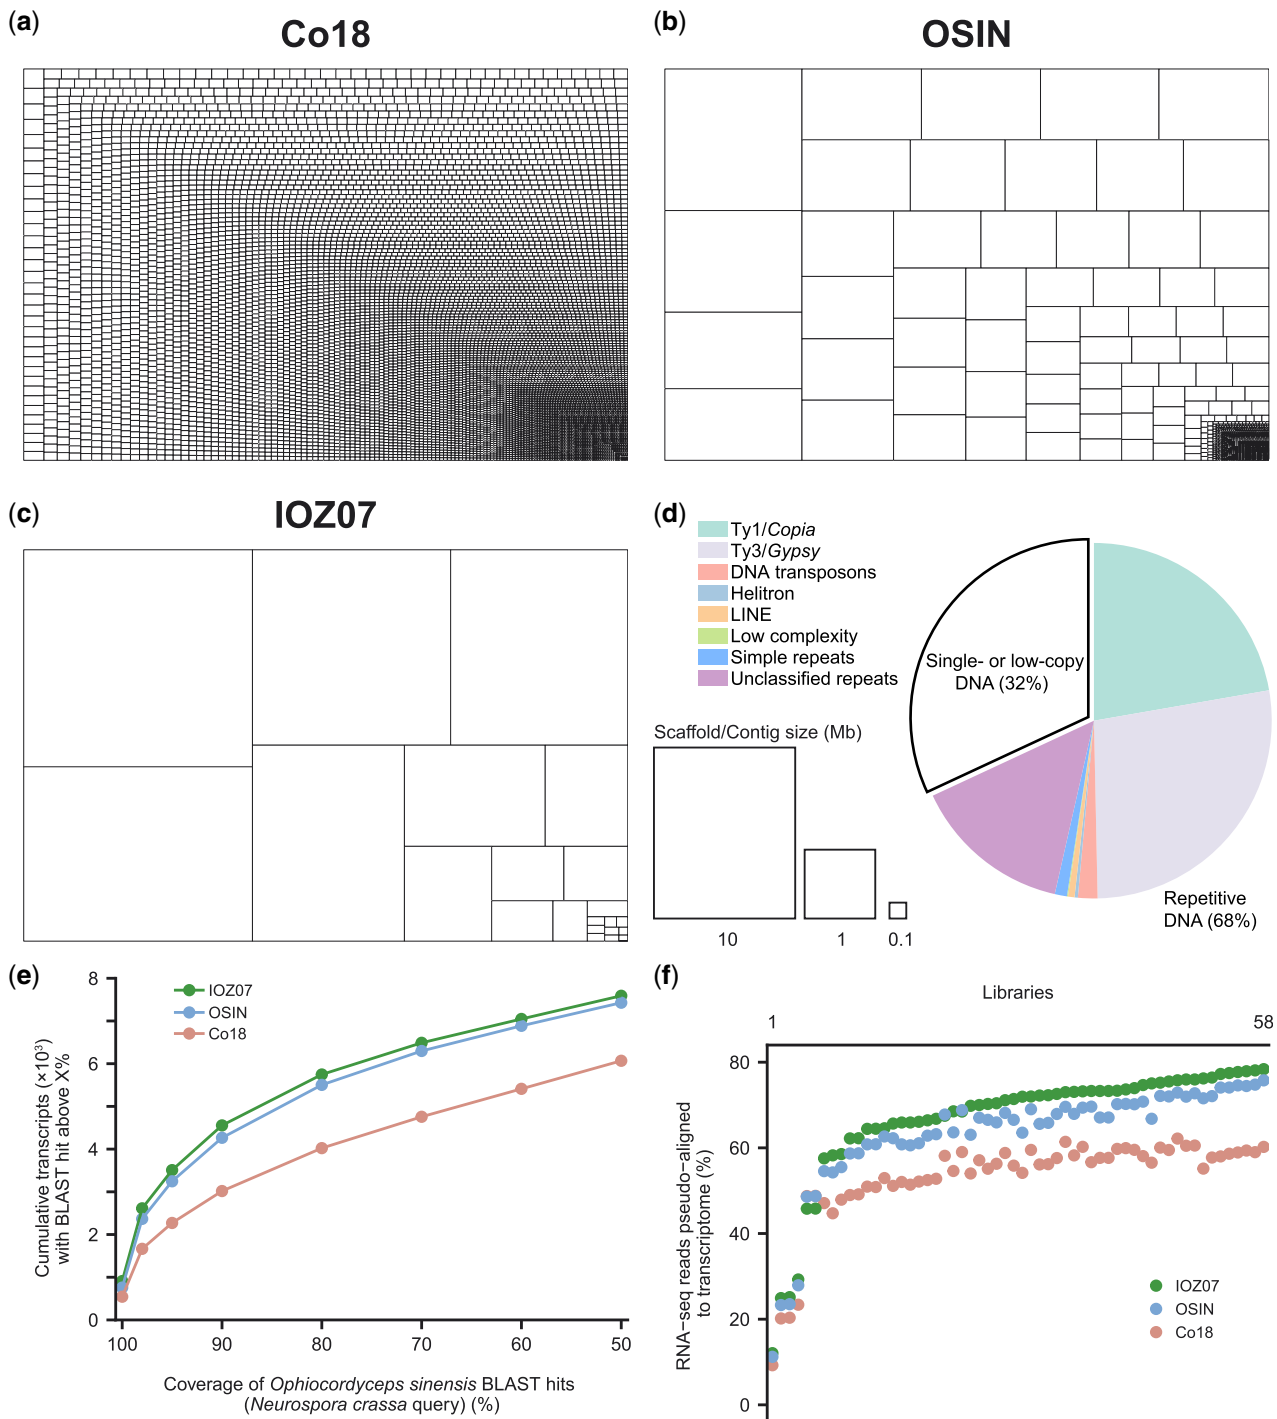 (a)
Co18
(b)
OSIN
(c)
IOZ07
(d)
Ty1/Copia
Ty3/Gypsy
DNA transposons
Helitron
LINE
Low complexity
Simple repeats
Unclassified repeats
Single- or low-copy
DNA (32%)
Repetitive
DNA (68%)
Scaffold/Contig size (Mb)
10
1
0.1
(e)
8
6
4
2
0
IOZ07
OSIN
Co18
Cumulative transcripts (×10³)
with BLAST hit above X%
100
90
80
70
60
50
Coverage of Ophiocordyceps sinensis BLAST hits
(Neurospora crassa query) (%)
(f)
Libraries
1
58
80
60
40
20
0
RNA−seq reads pseudo−aligned
to transcriptome (%)
IOZ07
OSIN
Co18